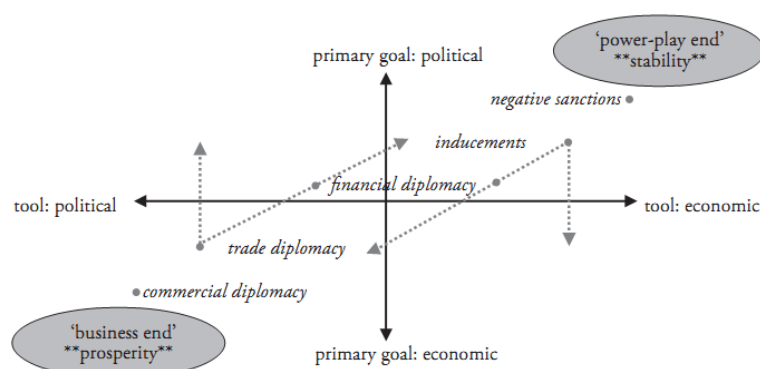 ‘power-play end’
**stability**
primary goal: political
negative sanctions
inducements
financial diplomacy
tool: political
tool: economic
trade diplomacy
commercial diplomacy
‘business end’
**prosperity**
primary goal: economic